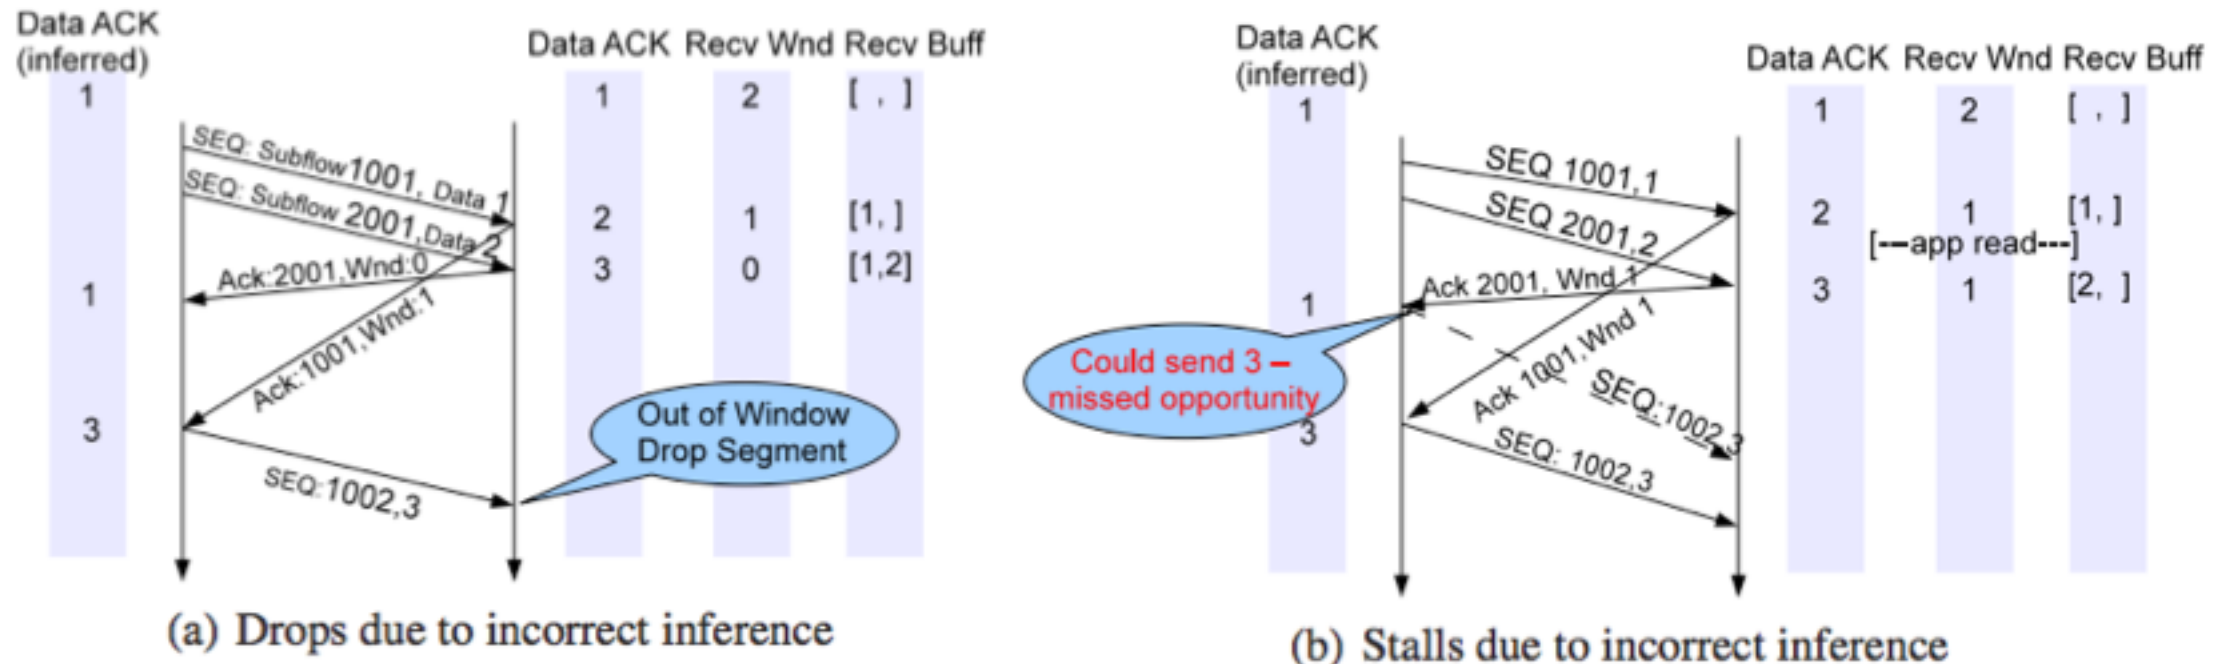 Data ACK
(inferred)
Data ACK Recv Wnd Recv Buff
1
1 2 [ , ]
SEQ: Subflow1001, Data 1
2 1 [1, ]
SEQ: Subflow 2001,Data 2
3 0 [1,2]
Ack:2001,Wnd:0
1
Ack:1001,Wnd:1
3
Out of Window
Drop Segment
SEQ:1002,3
(a) Drops due to incorrect inference
Data ACK
(inferred)
Data ACK Recv Wnd Recv Buff
1
1 2 [ , ]
SEQ 1001,1
2 1 [1, ]
SEQ 2001,2
[---app read---]
3 1 [2, ]
Ack 2001, Wnd 1
1
Ack 1001,Wnd 1
Could send 3 –
missed opportunity
SEQ:1002,3
3
SEQ: 1002,3
(b) Stalls due to incorrect inference